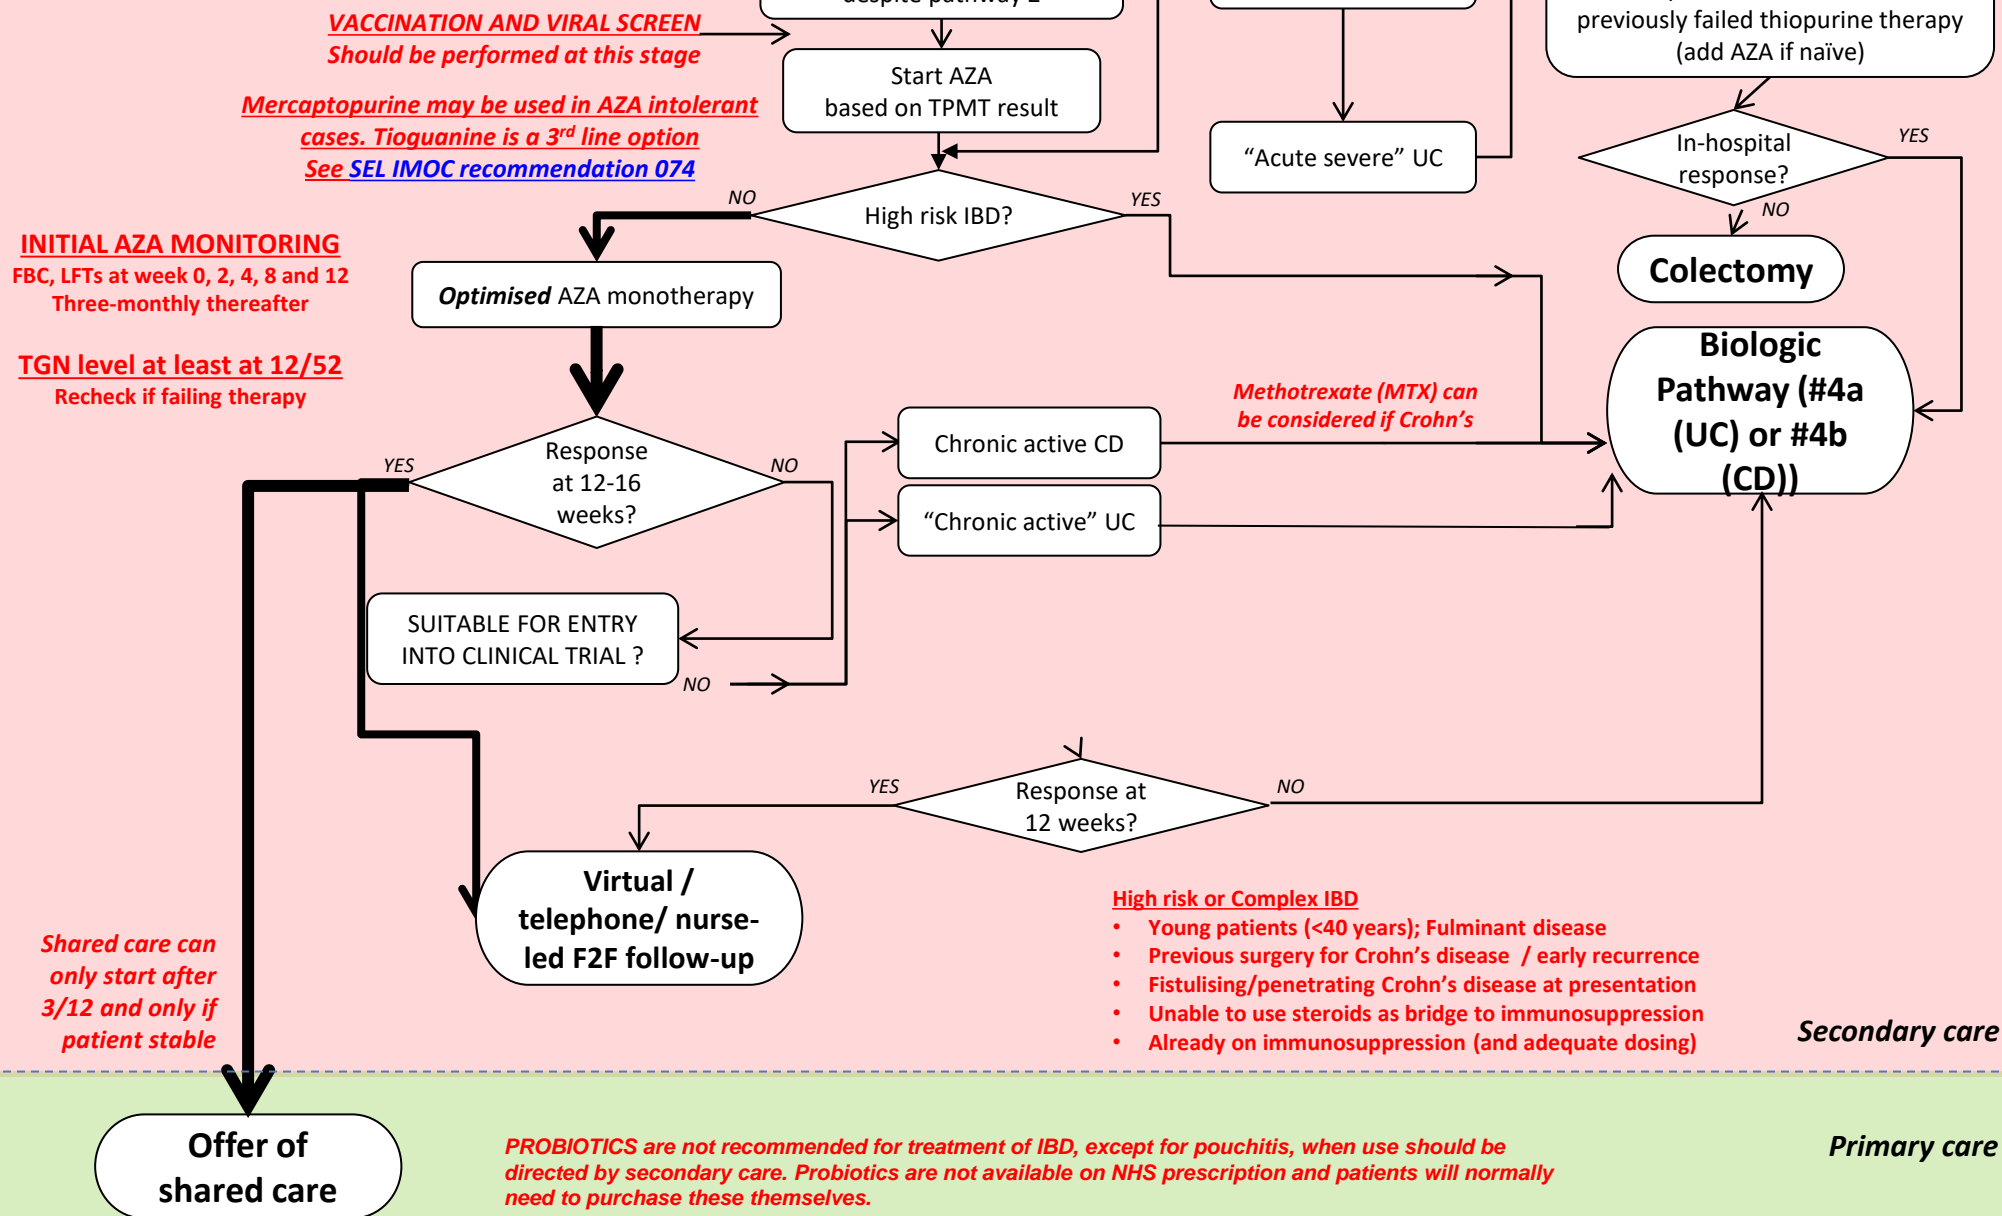 VACCINATION AND VIRAL SCREEN
Should be performed at this stage
despite pathway 2
previously failed thiopurine therapy
(add AZA if naïve)
Start AZA
based on TPMT result
Mercaptopurine may be used in AZA intolerant
cases. Tioguanine is a 3rd line option
See SEL IMOC recommendation 074
"Acute severe" UC
In-hospital
response?
YES
NO
Colectomy
High risk IBD?
NO
YES
INITIAL AZA MONITORING
FBC, LFTs at week 0, 2, 4, 8 and 12
Three-monthly thereafter
Optimised AZA monotherapy
TGN level at least at 12/52
Recheck if failing therapy
Biologic
Pathway (#4a
(UC) or #4b
(CD))
Methotrexate (MTX) can
be considered if Crohn's
Response
at 12-16
weeks?
YES
NO
Chronic active CD
"Chronic active" UC
SUITABLE FOR ENTRY
INTO CLINICAL TRIAL ?
NO
Response at
12 weeks?
YES
NO
Virtual /
telephone/ nurse-
led F2F follow-up
High risk or Complex IBD
• Young patients (<40 years); Fulminant disease
• Previous surgery for Crohn's disease / early recurrence
• Fistulising/penetrating Crohn's disease at presentation
• Unable to use steroids as bridge to immunosuppression
• Already on immunosuppression (and adequate dosing)
Shared care can
only start after
3/12 and only if
patient stable
Secondary care
Offer of
shared care
PROBIOTICS are not recommended for treatment of IBD, except for pouchitis, when use should be
directed by secondary care. Probiotics are not available on NHS prescription and patients will normally
need to purchase these themselves.
Primary care